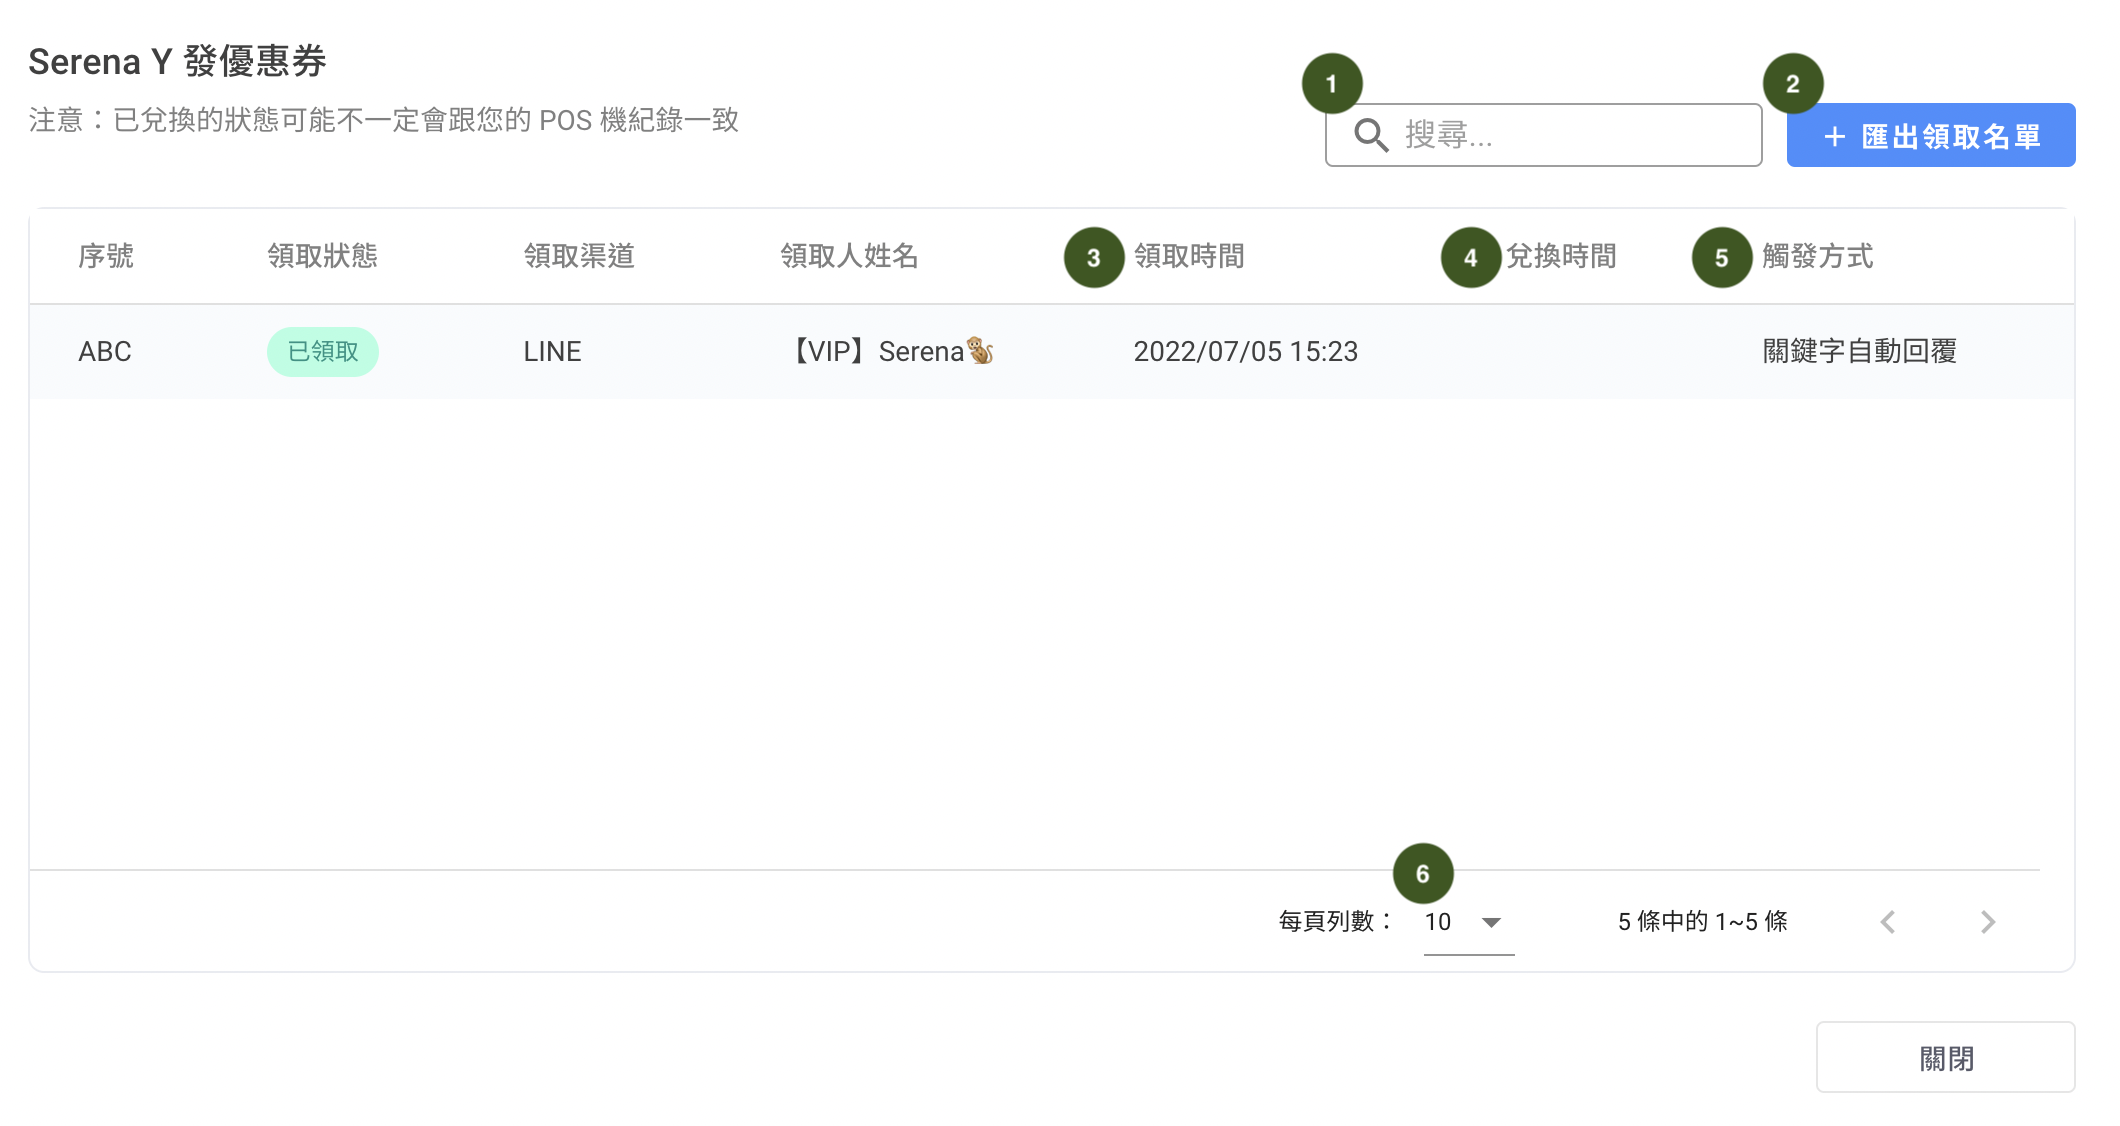 Serena Y 發優惠券
注意：已兌換的狀態可能不一定會跟您的 POS 機紀錄一致
1
搜尋...
2
+ 匯出領取名單
序號 領取狀態 領取渠道 領取人姓名 3 領取時間 4 兌換時間 5 觸發方式
ABC 已領取 LINE 【VIP】Serena🐒 2022/07/05 15:23 關鍵字自動回覆
6
每頁列數： 10 5 條中的 1~5 條
關閉